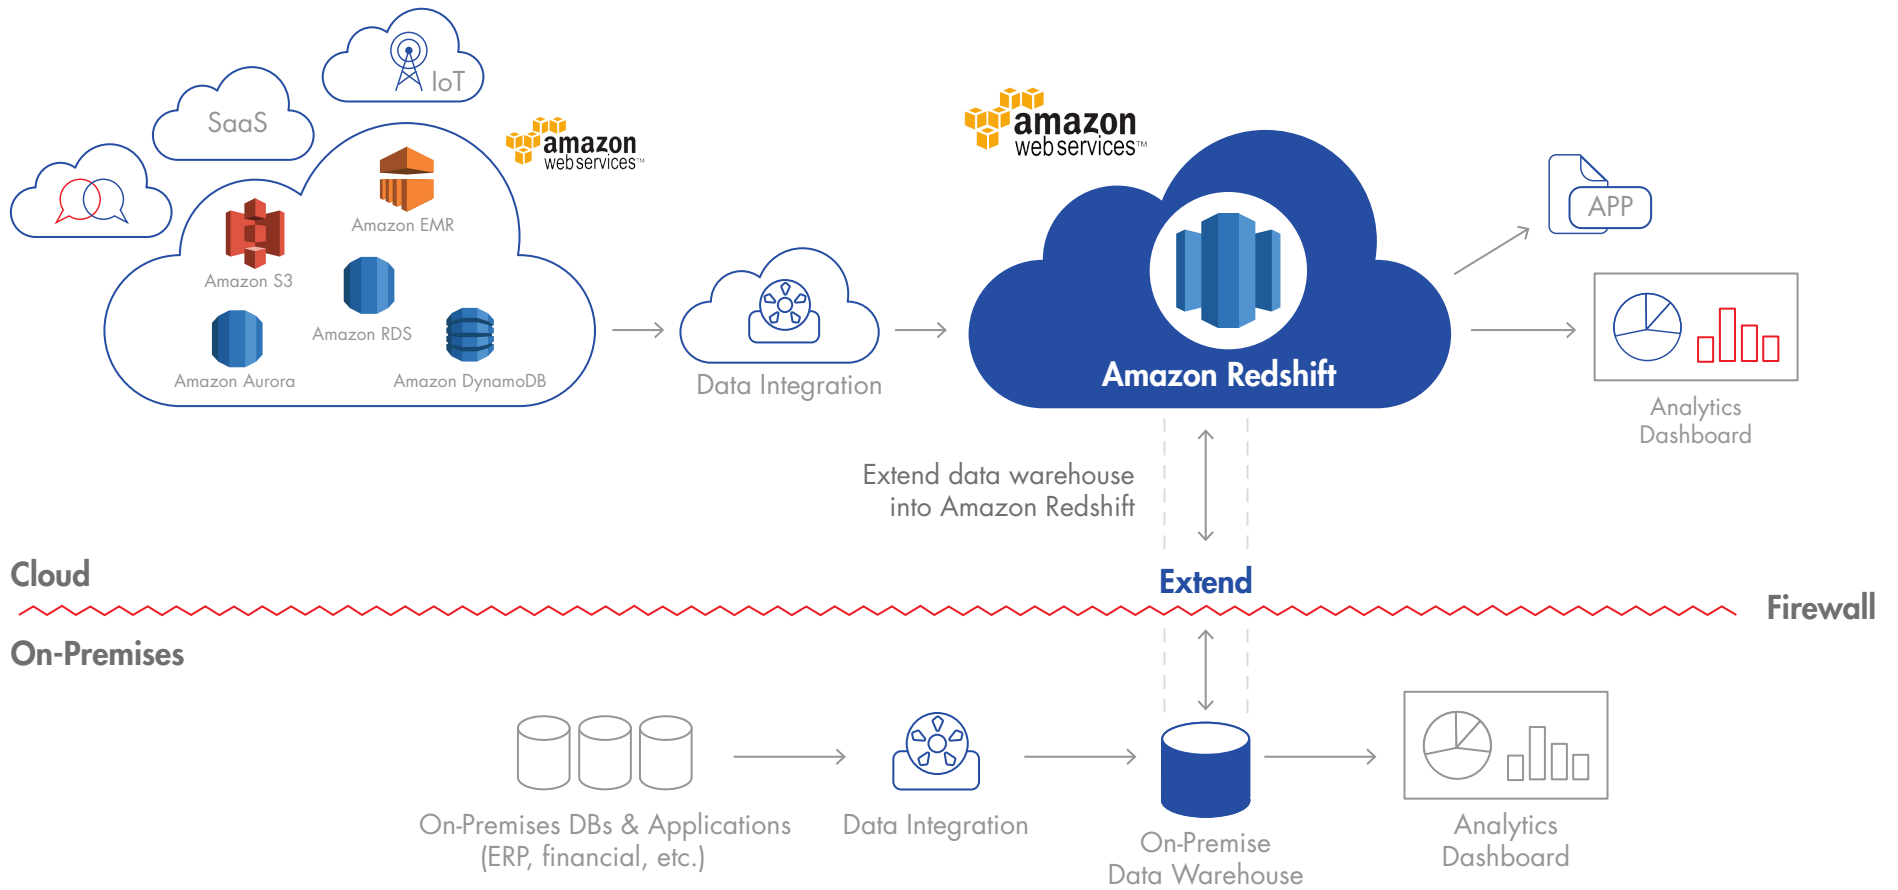 IoT
SaaS
amazon
web services™
amazon
web services™
Amazon EMR
Amazon S3
Amazon RDS
Amazon Aurora
Amazon DynamoDB
Data Integration
Amazon Redshift
APP
Analytics
Dashboard
Extend data warehouse
into Amazon Redshift
Cloud
Extend
Firewall
On-Premises
On-Premises DBs & Applications
(ERP, financial, etc.)
Data Integration
On-Premise
Data Warehouse
Analytics
Dashboard